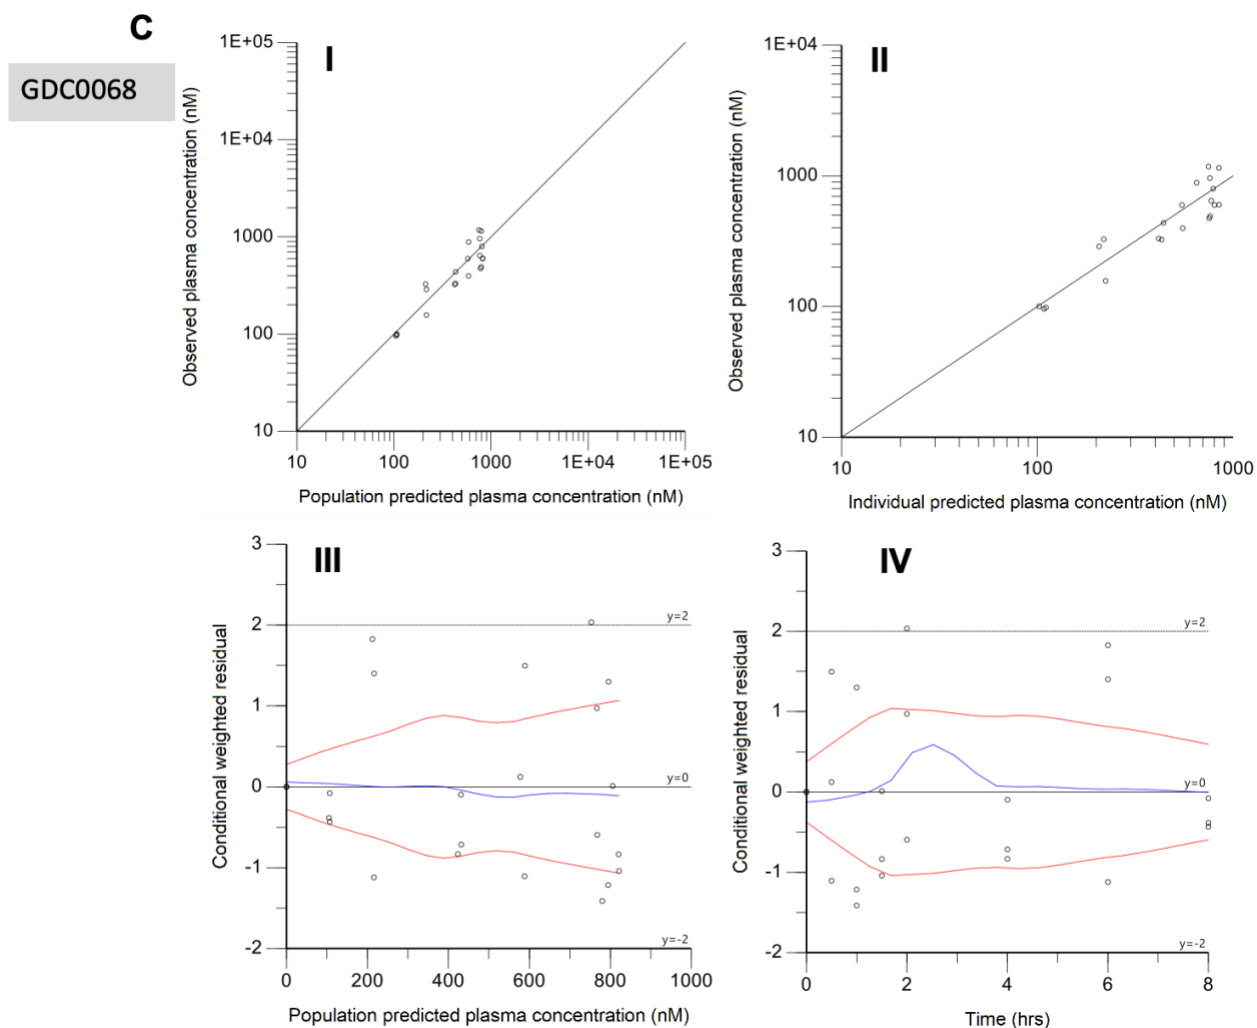 C
GDC0068
I
1E+05
1E+04
1000
100
10
Observed plasma concentration (nM)
10
100
1000
1E+04
1E+05
Population predicted plasma concentration (nM)
II
1E+04
1000
100
10
Observed plasma concentration (nM)
10
100
1000
Individual predicted plasma concentration (nM)
III
3
2
1
0
-1
-2
Conditional weighted residual
y=2
y=0
y=-2
0
200
400
600
800
1000
Population predicted plasma concentration (nM)
IV
3
2
1
0
-1
-2
Conditional weighted residual
y=2
y=0
y=-2
0
2
4
6
8
Time (hrs)